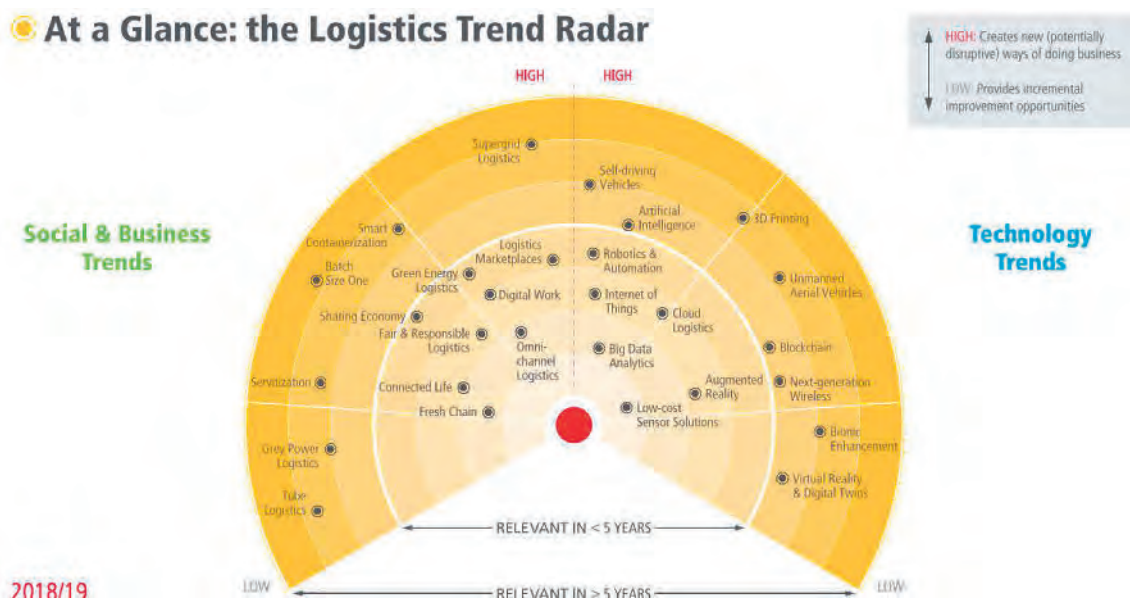 At a Glance: the Logistics Trend Radar
HIGH: Creates new (potentially
disruptive) ways of doing business
LOW: Provides incremental
improvement opportunities
HIGH
HIGH
Social & Business
Trends
Technology
Trends
Supergrid
Logistics
Self-driving
Vehicles
Smart
Containerization
Artificial
Intelligence
3D Printing
Logistics
Marketplaces
Robotics &
Automation
Batch
Size One
Green Energy
Logistics
Unmanned
Aerial Vehicles
Digital Work
Internet of
Things
Sharing Economy
Cloud
Logistics
Fair & Responsible
Logistics
Omni-
channel
Logistics
Big Data
Analytics
Blockchain
Servitization
Connected Life
Augmented
Reality
Next-generation
Wireless
Fresh Chain
Low-cost
Sensor Solutions
Bionic
Enhancement
Grey Power
Logistics
Virtual Reality
& Digital Twins
Tube
Logistics
RELEVANT IN < 5 YEARS
LOW
LOW
RELEVANT IN > 5 YEARS
2018/19